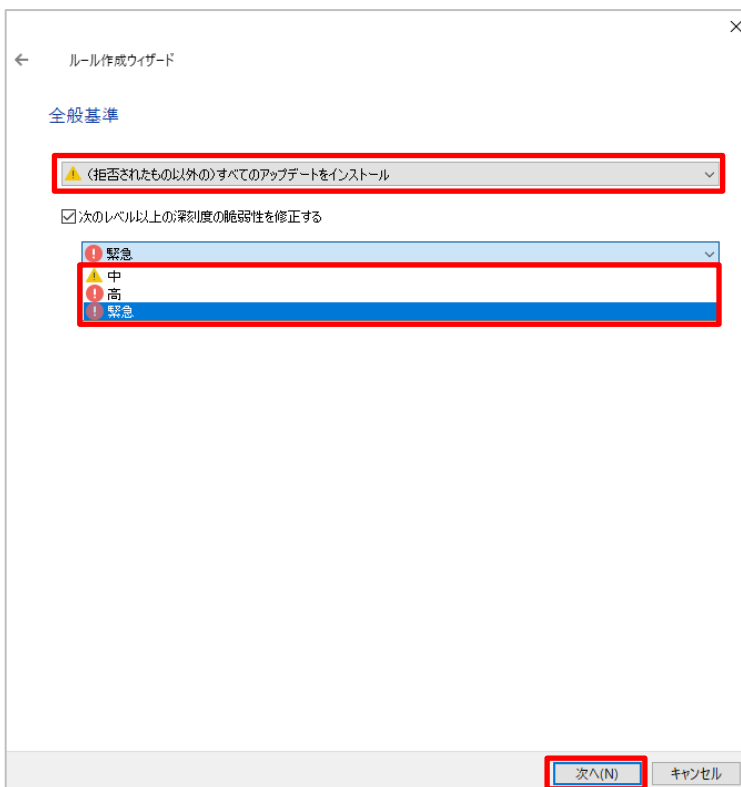 ルール作成ウィザード
全般基準
(拒否されたもの以外の)すべてのアップデートをインストール
次のレベル以上の深刻度の脆弱性を修正する
緊急
中
高
緊急
次へ(N) キャンセル